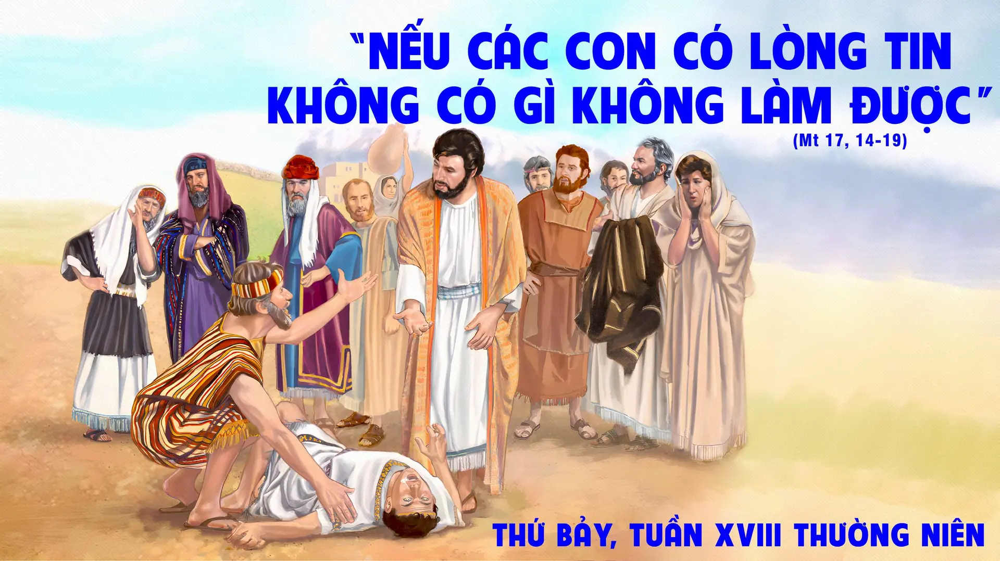 “NẾU CÁC CON CÓ LÒNG TIN
KHÔNG CÓ GÌ KHÔNG LÀM ĐƯỢC”
(Mt 17, 14-19)
THỨ BẢY, TUẦN XVIII THƯỜNG NIÊN